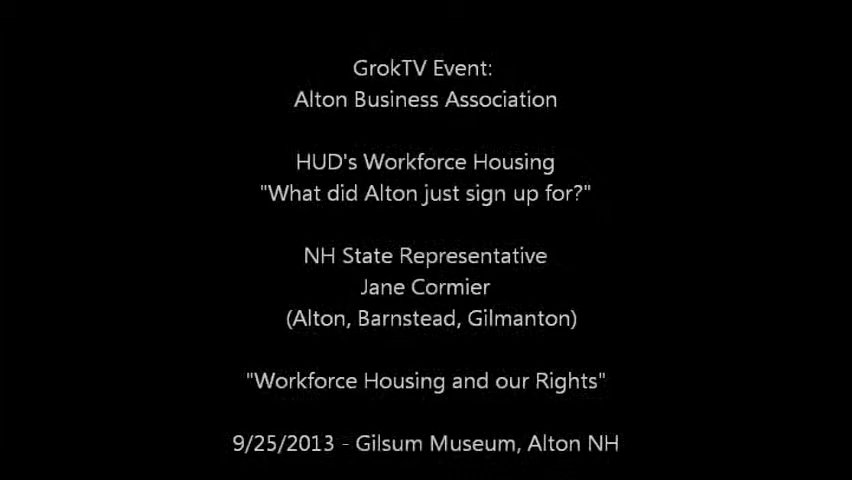 GrokTV Event:
Alton Business Association
HUD's Workforce Housing
"What did Alton just sign up for?"
NH State Representative
Jane Cormier
(Alton, Barnstead, Gilmanton)
"Workforce Housing and our Rights"
9/25/2013 - Gilsum Museum, Alton NH